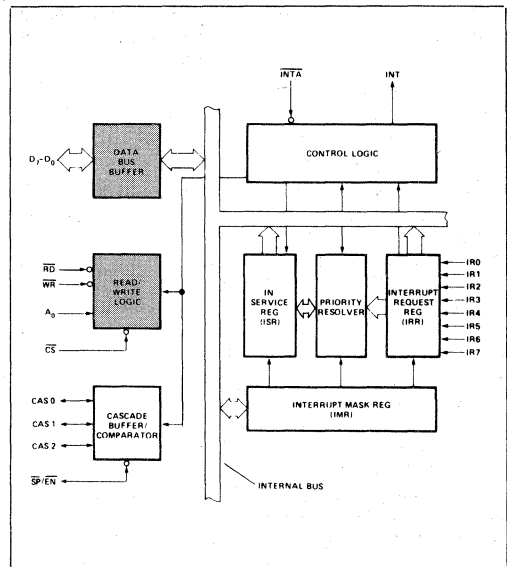 INTA
INT
CONTROL LOGIC
D₇-D₀
DATA
BUS
BUFFER
RD
WR
A₀
CS
READ/
WRITE
LOGIC
IN
SERVICE
REG
(ISR)
PRIORITY
RESOLVER
INTERRUPT
REQUEST
REG
(IRR)
IR0
IR1
IR2
IR3
IR4
IR5
IR6
IR7
CAS 0
CAS 1
CAS 2
CASCADE
BUFFER/
COMPARATOR
SP/EN
INTERRUPT MASK REG
(IMR)
INTERNAL BUS